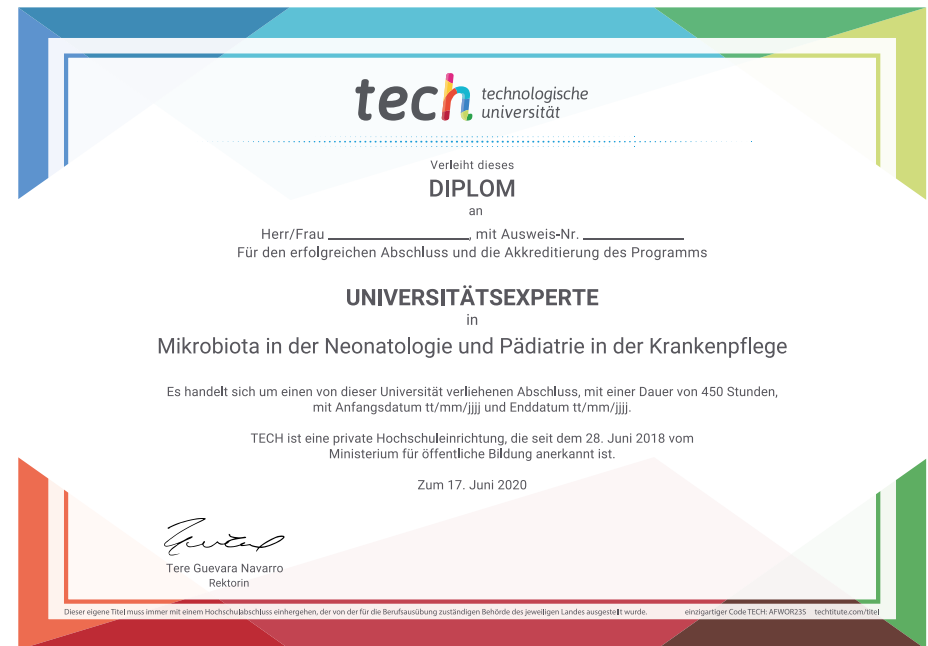 tech technologische
universität
Verleiht dieses
DIPLOM
an
Herr/Frau ____________________, mit Ausweis-Nr. ______________
Für den erfolgreichen Abschluss und die Akkreditierung des Programms
UNIVERSITÄTSEXPERTE
in
Mikrobiota in der Neonatologie und Pädiatrie in der Krankenpflege
Es handelt sich um einen von dieser Universität verliehenen Abschluss, mit einer Dauer von 450 Stunden,
mit Anfangsdatum tt/mm/jjjj und Enddatum tt/mm/jjjj.
TECH ist eine private Hochschuleinrichtung, die seit dem 28. Juni 2018 vom
Ministerium für öffentliche Bildung anerkannt ist.
Zum 17. Juni 2020
Tere Guevara Navarro
Rektorin
Dieser eigene Titel muss immer mit einem Hochschulabschluss einhergehen, der von der für die Berufsausübung zuständigen Behörde des jeweiligen Landes ausgestellt wurde. einzigartiger Code TECH: AFWOR23S techtitute.com/titel